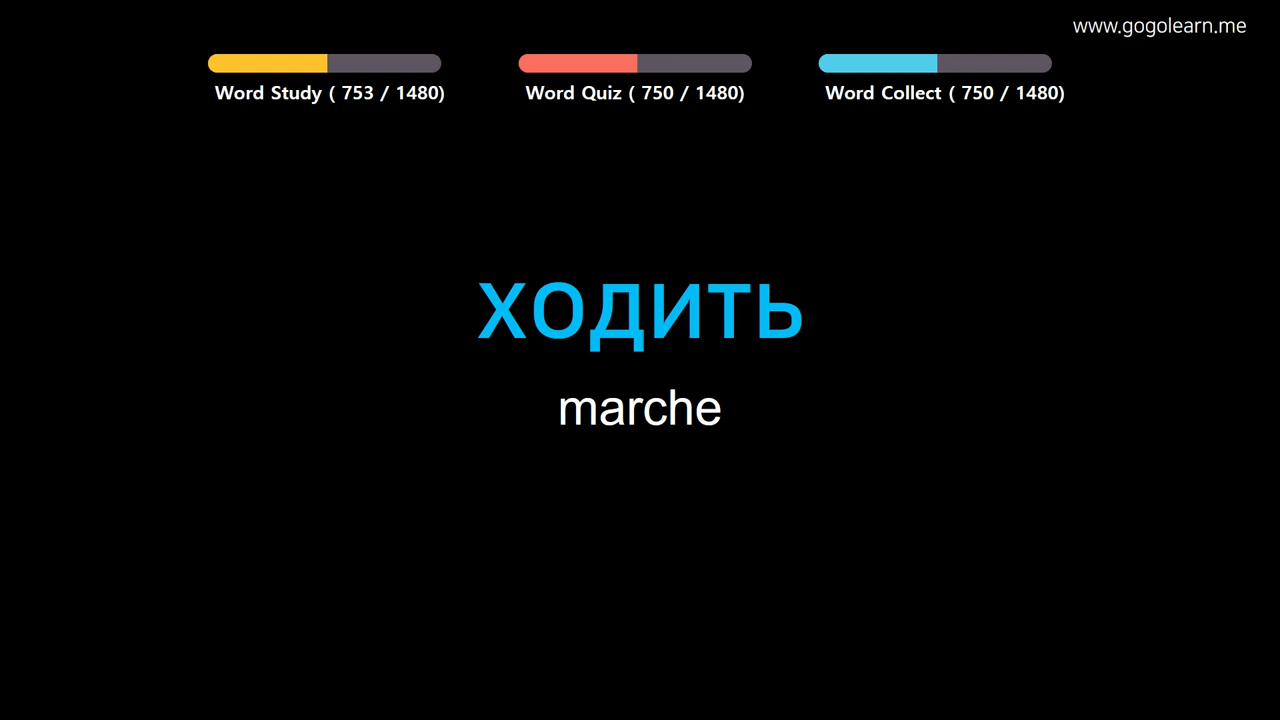 www.gogolearn.me
Word Study ( 753 / 1480)
Word Quiz ( 750 / 1480)
Word Collect ( 750 / 1480)
ходить
marche